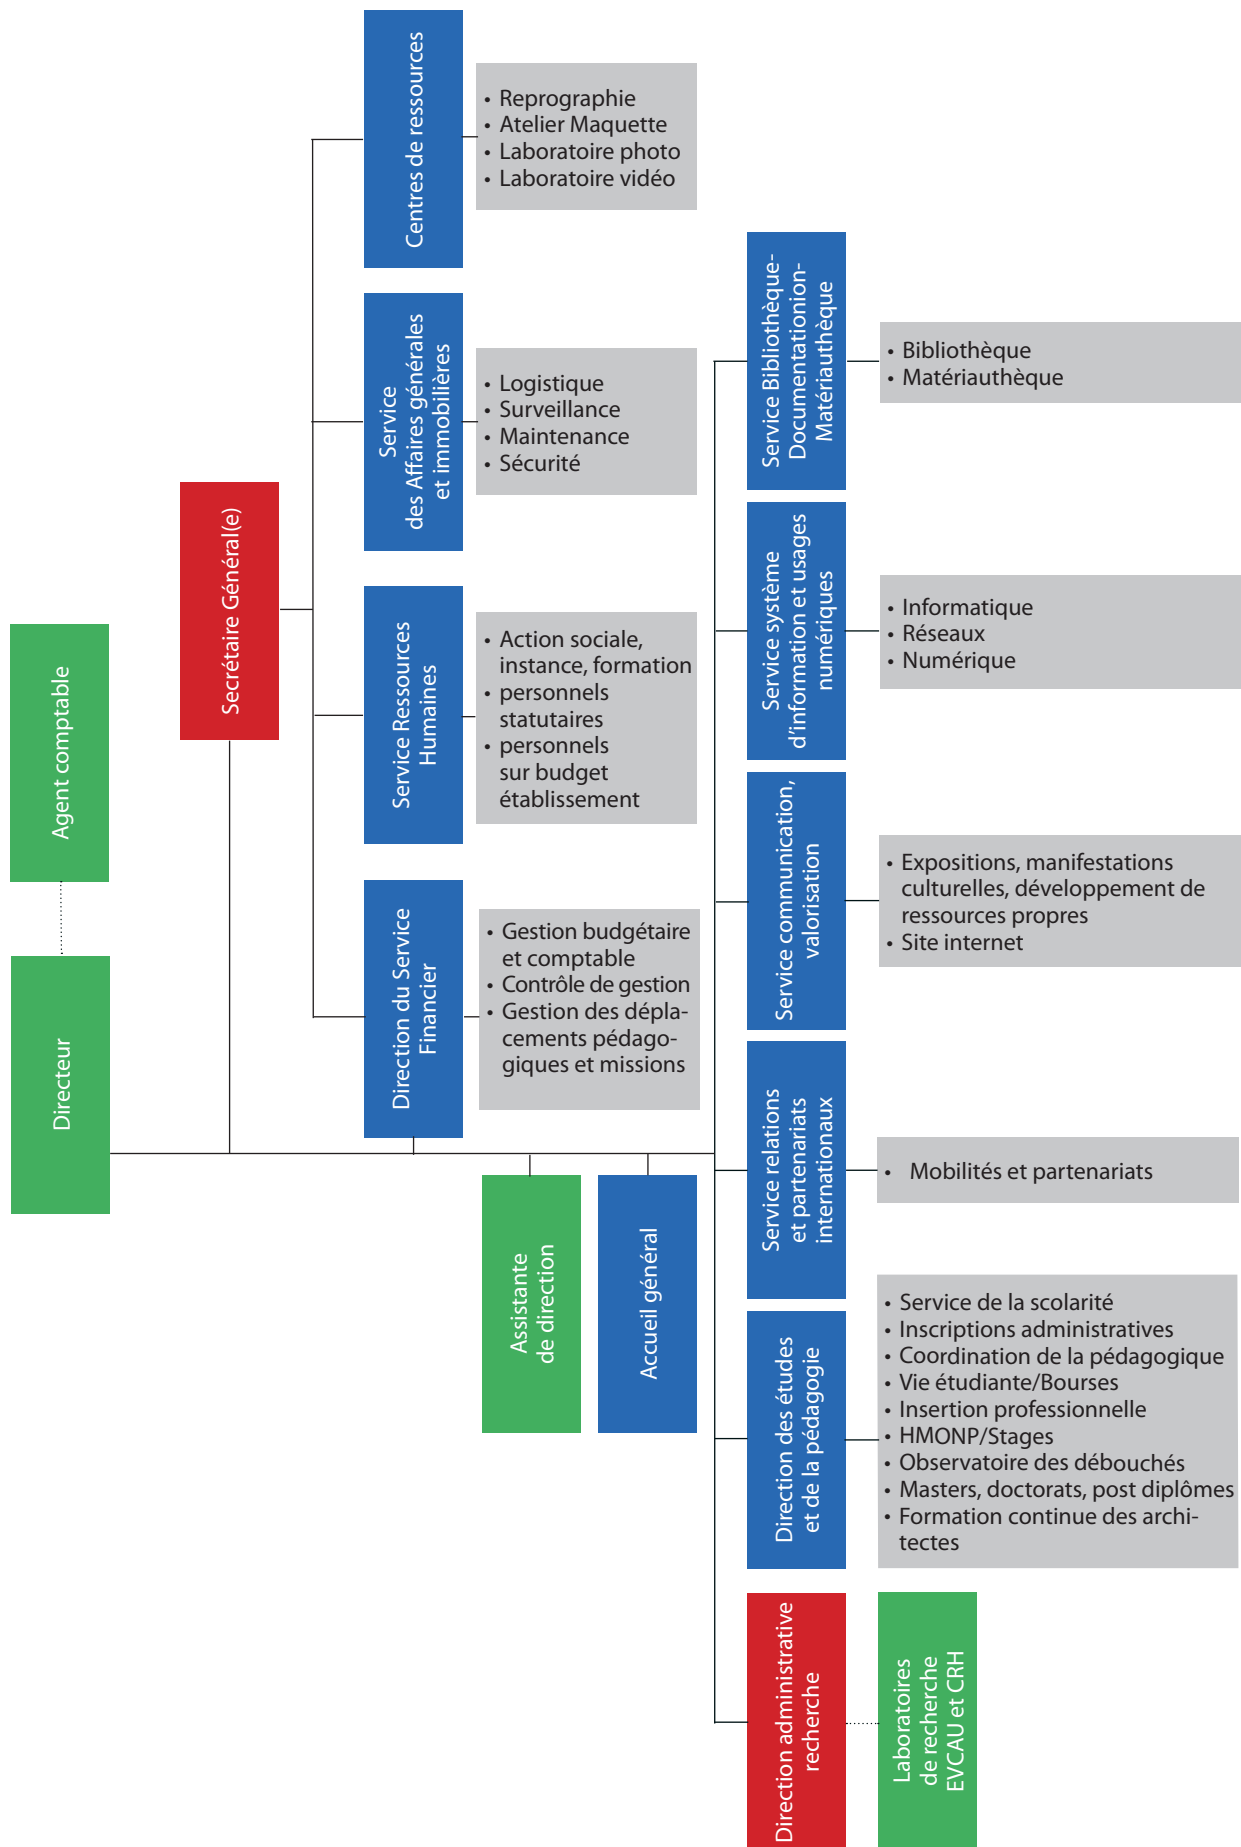 Directeur
Agent comptable
Secrétaire Général(e)
Direction du Service
Financier
• Gestion budgétaire
et comptable
• Contrôle de gestion
• Gestion des dépla-
cements pédago-
giques et missions
Service Ressources
Humaines
• Action sociale,
instance, formation
• personnels
statutaires
• personnels
sur budget
établissement
Service
des Affaires générales
et immobilières
• Logistique
• Surveillance
• Maintenance
• Sécurité
Centres de ressources
• Reprographie
• Atelier Maquette
• Laboratoire photo
• Laboratoire vidéo
Assistante
de direction
Accueil général
Direction administrative
recherche
Laboratoires
de recherche
EVCAU et CRH
Direction des études
et de la pédagogie
• Service de la scolarité
• Inscriptions administratives
• Coordination de la pédagogique
• Vie étudiante/Bourses
• Insertion professionnelle
• HMONP/Stages
• Observatoire des débouchés
• Masters, doctorats, post diplômes
• Formation continue des archi-
tectes
Service relations
et partenariats
internationaux
• Mobilités et partenariats
Service communication,
valorisation
• Expositions, manifestations
culturelles, développement de
ressources propres
• Site internet
Service système
d'information et usages
numériques
• Informatique
• Réseaux
• Numérique
Service Bibliothèque-
Documentationion-
Matériauthèque
• Bibliothèque
• Matériauthèque